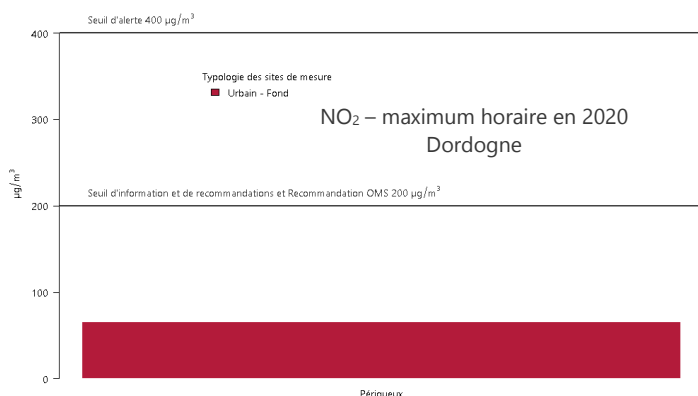 Seuil d'alerte 400 µg/m³
400
Typologie des sites de mesure
Urbain - Fond
NO₂ – maximum horaire en 2020
Dordogne
300
µg/m³
Seuil d'information et de recommandations et Recommandation OMS 200 µg/m³
200
100
0
Périgueux